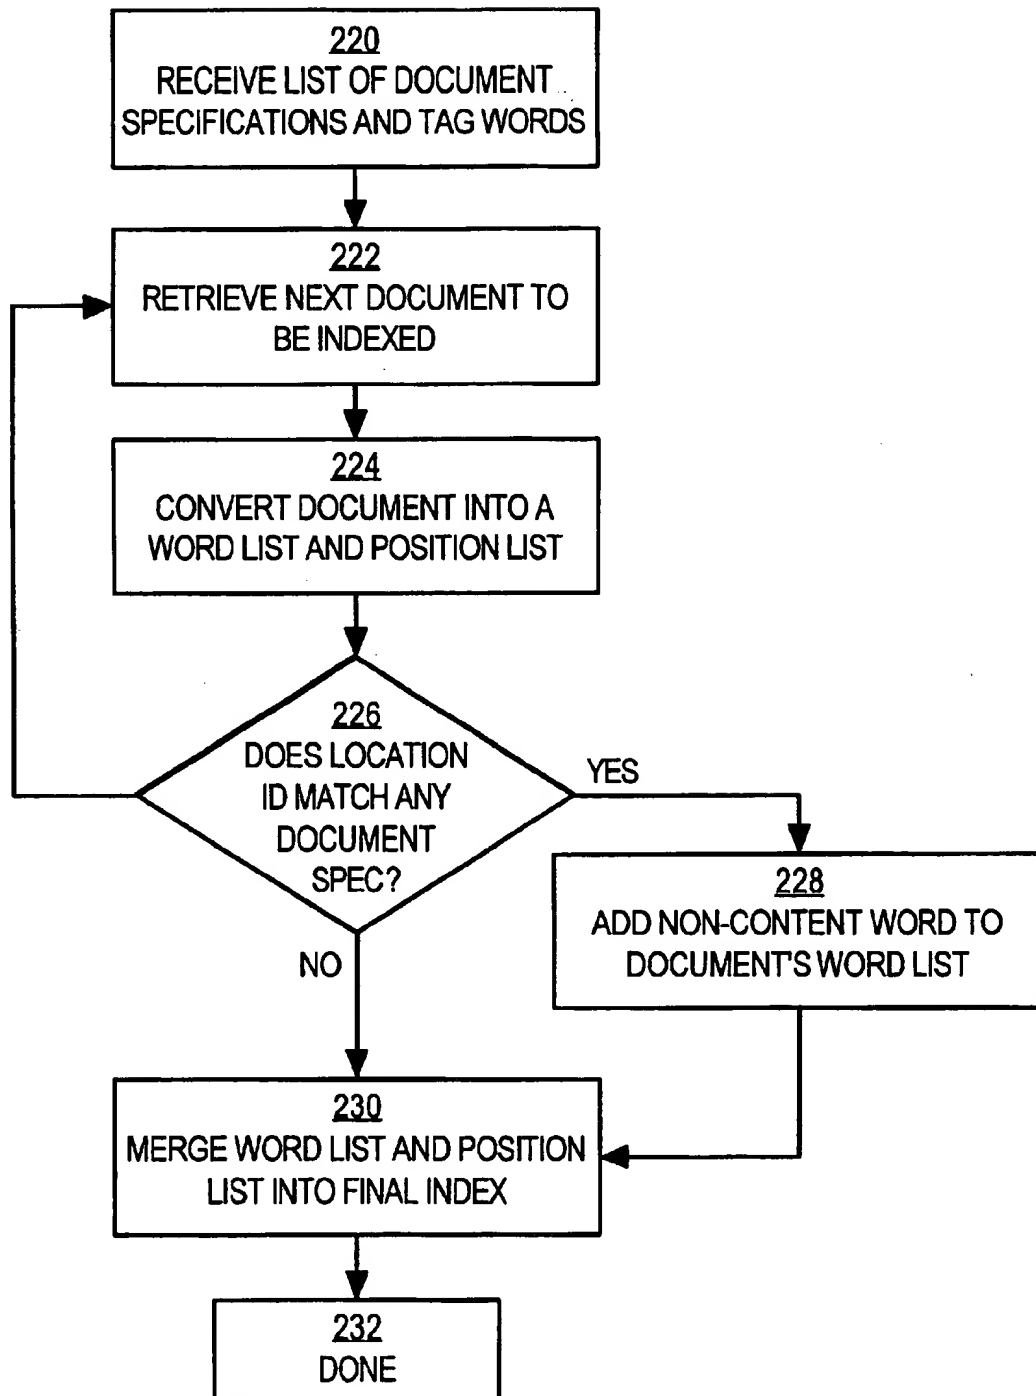 220
RECEIVE LIST OF DOCUMENT
SPECIFICATIONS AND TAG WORDS
222
RETRIEVE NEXT DOCUMENT TO
BE INDEXED
224
CONVERT DOCUMENT INTO A
WORD LIST AND POSITION LIST
226
DOES LOCATION
ID MATCH ANY
DOCUMENT
SPEC?
YES
228
ADD NON-CONTENT WORD TO
DOCUMENT'S WORD LIST
NO
230
MERGE WORD LIST AND POSITION
LIST INTO FINAL INDEX
232
DONE